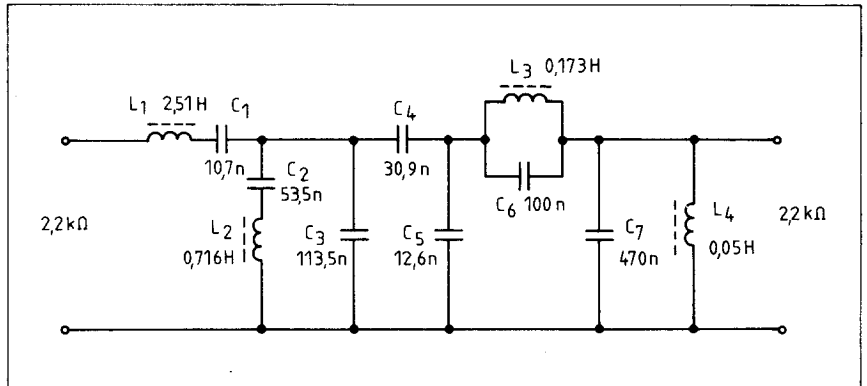 L3 0,173H
L1 2,51H C1
C4
10,7n
C2
53,5n
30,9n
C6 100n
2,2kΩ
L2
0,716H
C3
113,5n
C5
12,6n
C7
470n
L4
0,05H
2,2kΩ